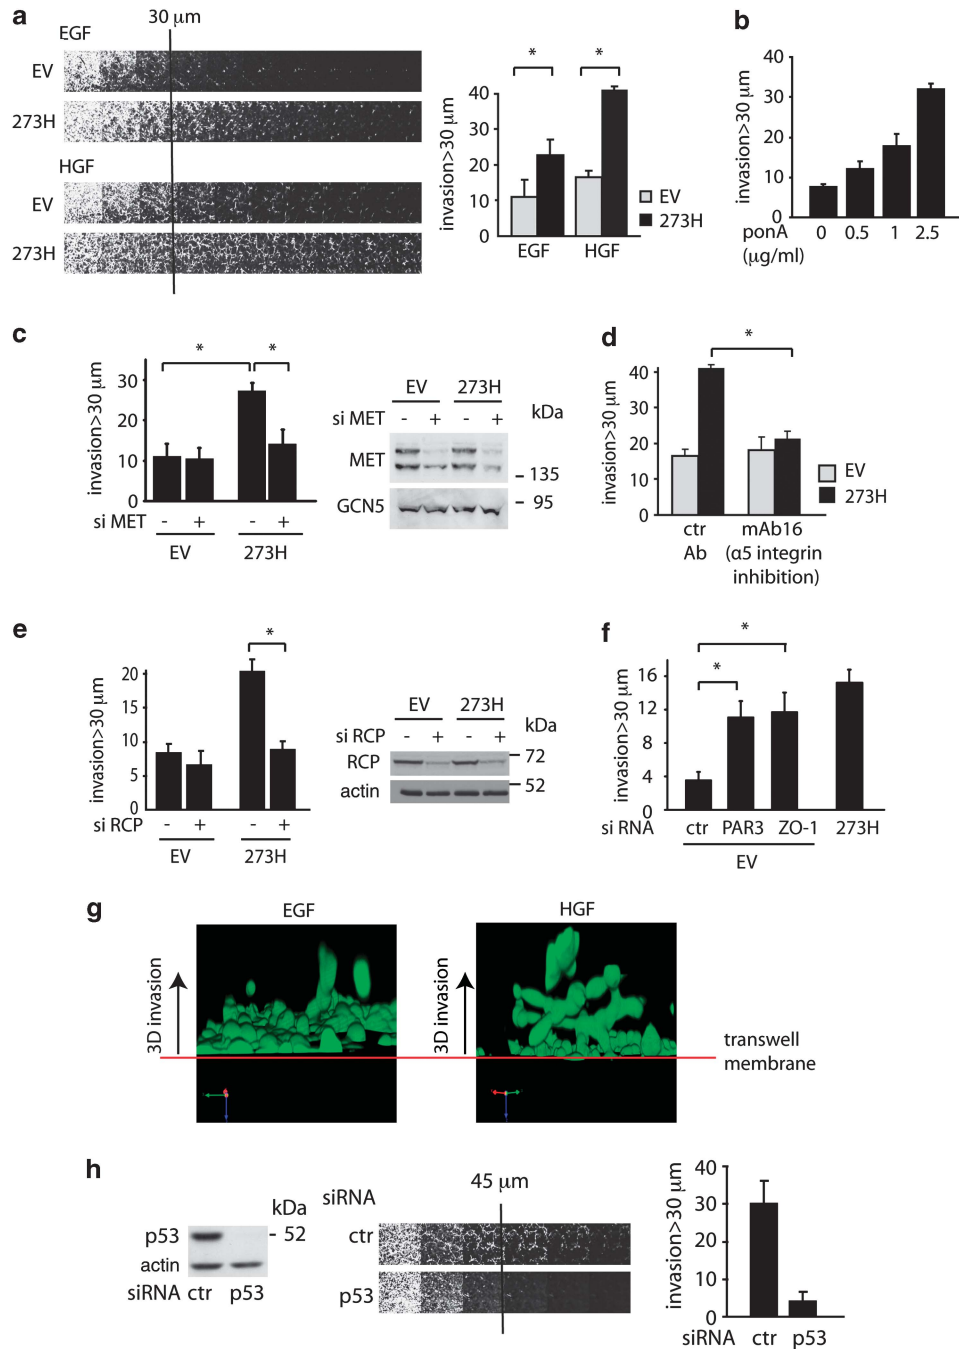 a
30 μm
EGF
EV
273H
HGF
EV
273H
invasion>30 μm
40
30
20
10
0
* *
EGF HGF
EV
273H
b
invasion>30 μm
40
30
20
10
0
ponA 0 0.5 1 2.5
(μg/ml)
c
invasion>30 μm
30
20
10
0
* *
si MET - + - +
EV 273H
EV 273H
si MET - + - + kDa
MET
- 135
GCN5 - 95
d
invasion>30 μm
40
30
20
10
0
*
ctr mAb16
Ab (α5 integrin
inhibition)
EV
273H
e
invasion>30 μm
20
15
10
5
0
*
si RCP - + - +
EV 273H
EV 273H
si RCP - + - + kDa
RCP - 72
actin - 52
f
invasion>30 μm
16
12
8
4
0
*
*
si RNA ctr PAR3 ZO-1 273H
EV
g
EGF HGF
3D invasion
3D invasion
transwell
membrane
h
kDa
p53 - 52
actin
siRNA ctr p53
45 μm
siRNA
ctr
p53
invasion>30 μm
40
30
20
10
0
siRNA ctr p53